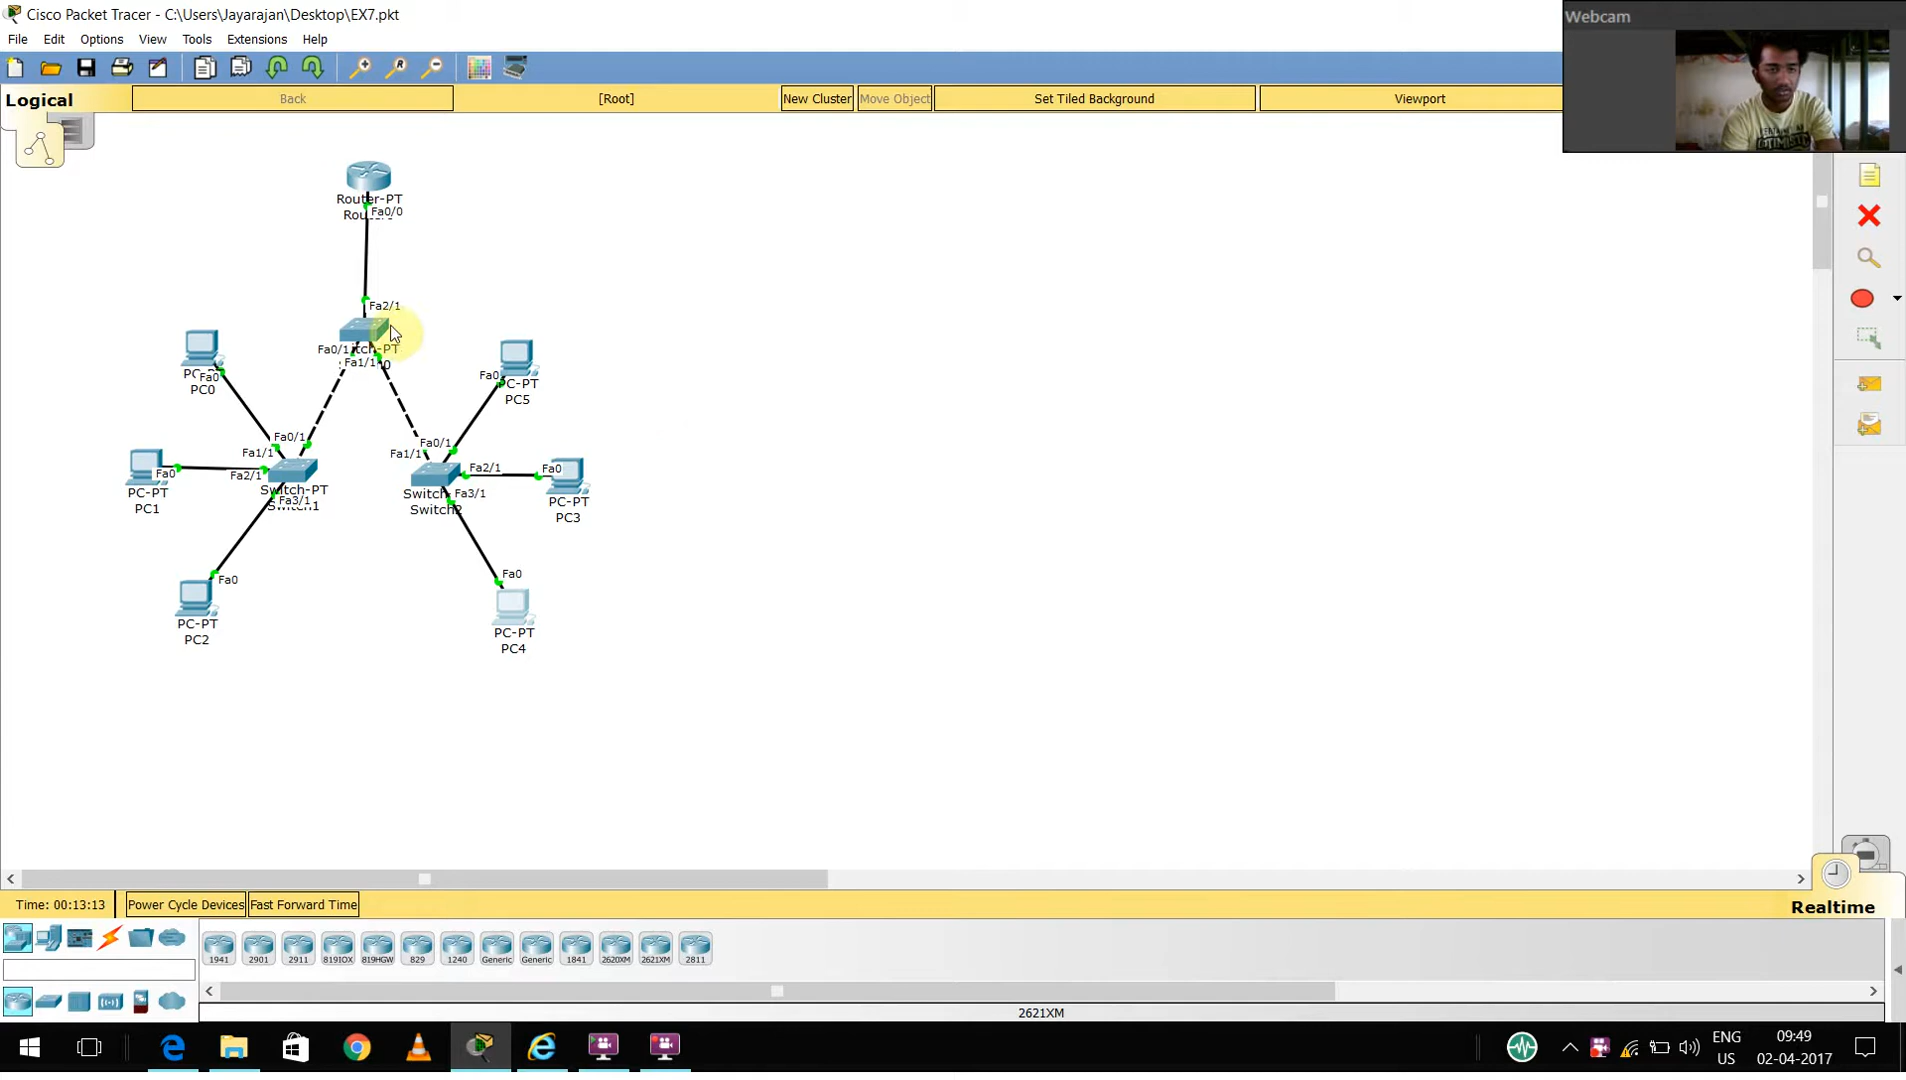 Cisco Packet Tracer - C:\Users\Jayarajan\Desktop\EX7.pkt
Webcam
File Edit Options View Tools Extensions Help
Logical
Back
[Root]
New Cluster
Move Object
Set Tiled Background
Viewport
Router-PT
Fa0/0
Fa2/1
Fa0/1
Fa1/1
Fa0
PC0
Fa0
PC-PT
PC5
Fa0/1
Fa1/1
Fa2/1
Fa3/1
Switch-PT
Switch1
Fa0
PC-PT
PC1
Fa0/1
Fa1/1
Fa2/1
Fa3/1
Switch2
Fa0
PC-PT
PC3
Fa0
PC-PT
PC2
Fa0
PC-PT
PC4
Time: 00:13:13
Power Cycle Devices
Fast Forward Time
Realtime
1941
2901
2911
819IOX
819HGW
829
1240
Generic
Generic
1841
2620XM
2621XM
2811
2621XM
ENG
US
09:49
02-04-2017